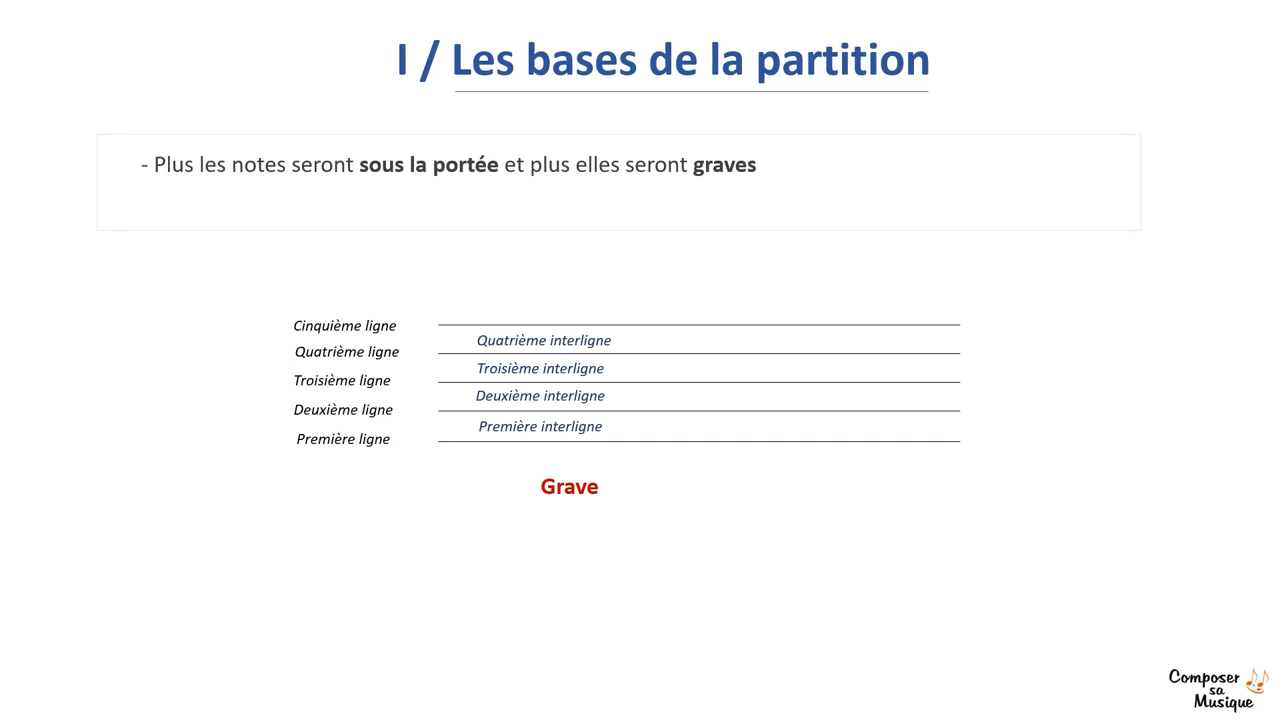 I / Les bases de la partition
- Plus les notes seront sous la portée et plus elles seront graves
Cinquième ligne
Quatrième interligne
Quatrième ligne
Troisième interligne
Troisième ligne
Deuxième interligne
Deuxième ligne
Première interligne
Première ligne
Grave
Composer
sa
Musique